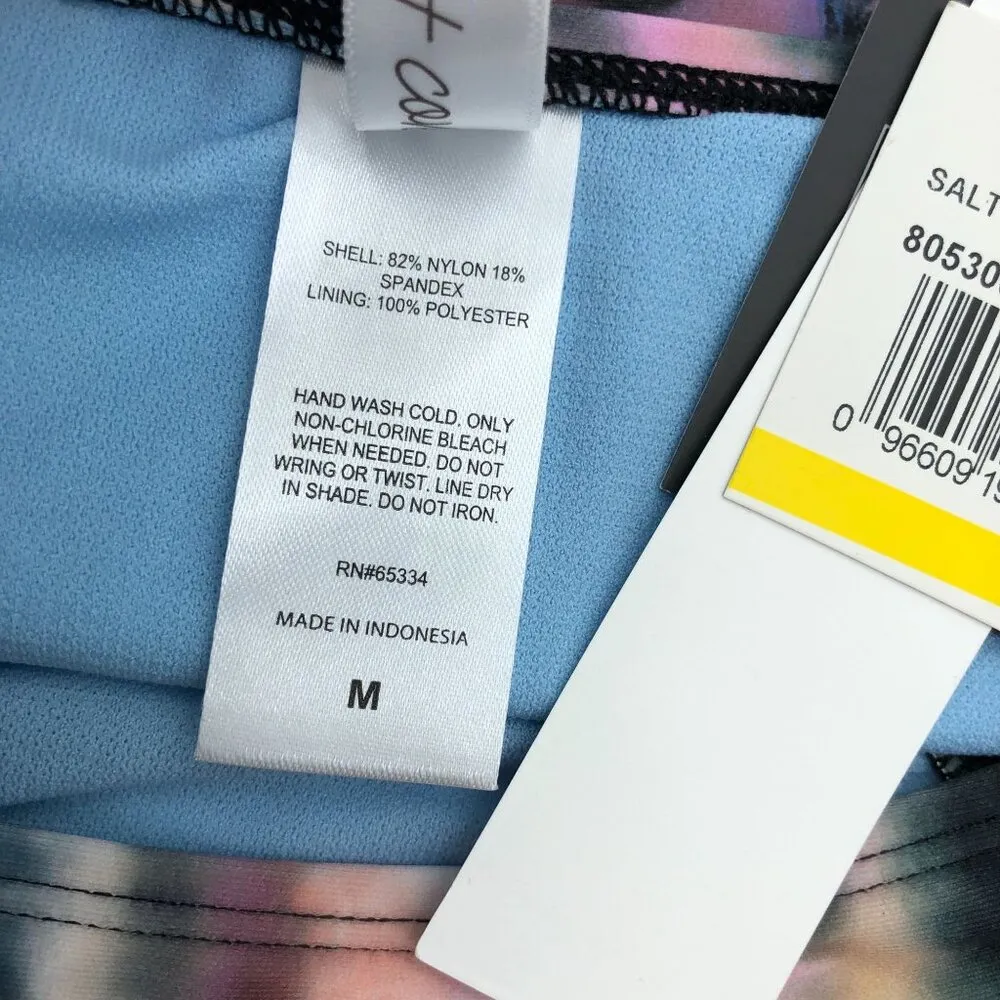 + co
SHELL: 82% NYLON 18%
SPANDEX
LINING: 100% POLYESTER
HAND WASH COLD. ONLY
NON-CHLORINE BLEACH
WHEN NEEDED. DO NOT
WRING OR TWIST. LINE DRY
IN SHADE. DO NOT IRON.
RN#65334
MADE IN INDONESIA
M
SALT
80530
0 96609 19